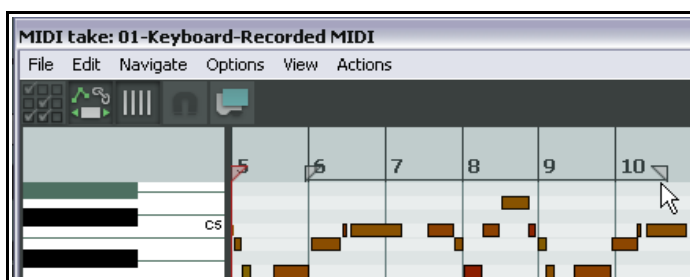 MIDI take: 01-Keyboard-Recorded MIDI
File Edit Navigate Options View Actions
5 6 7 8 9 10
C5